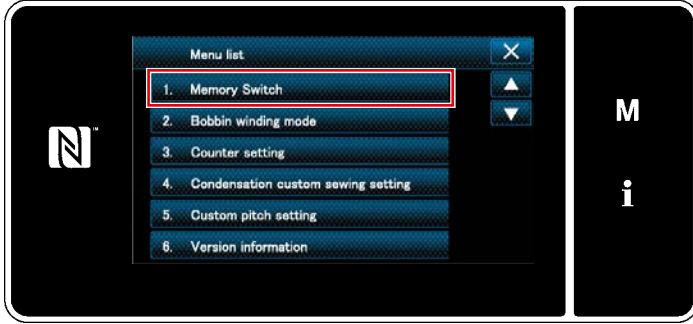 Menu list
1. Memory Switch
2. Bobbin winding mode
3. Counter setting
4. Condensation custom sewing setting
5. Custom pitch setting
6. Version information
M
i